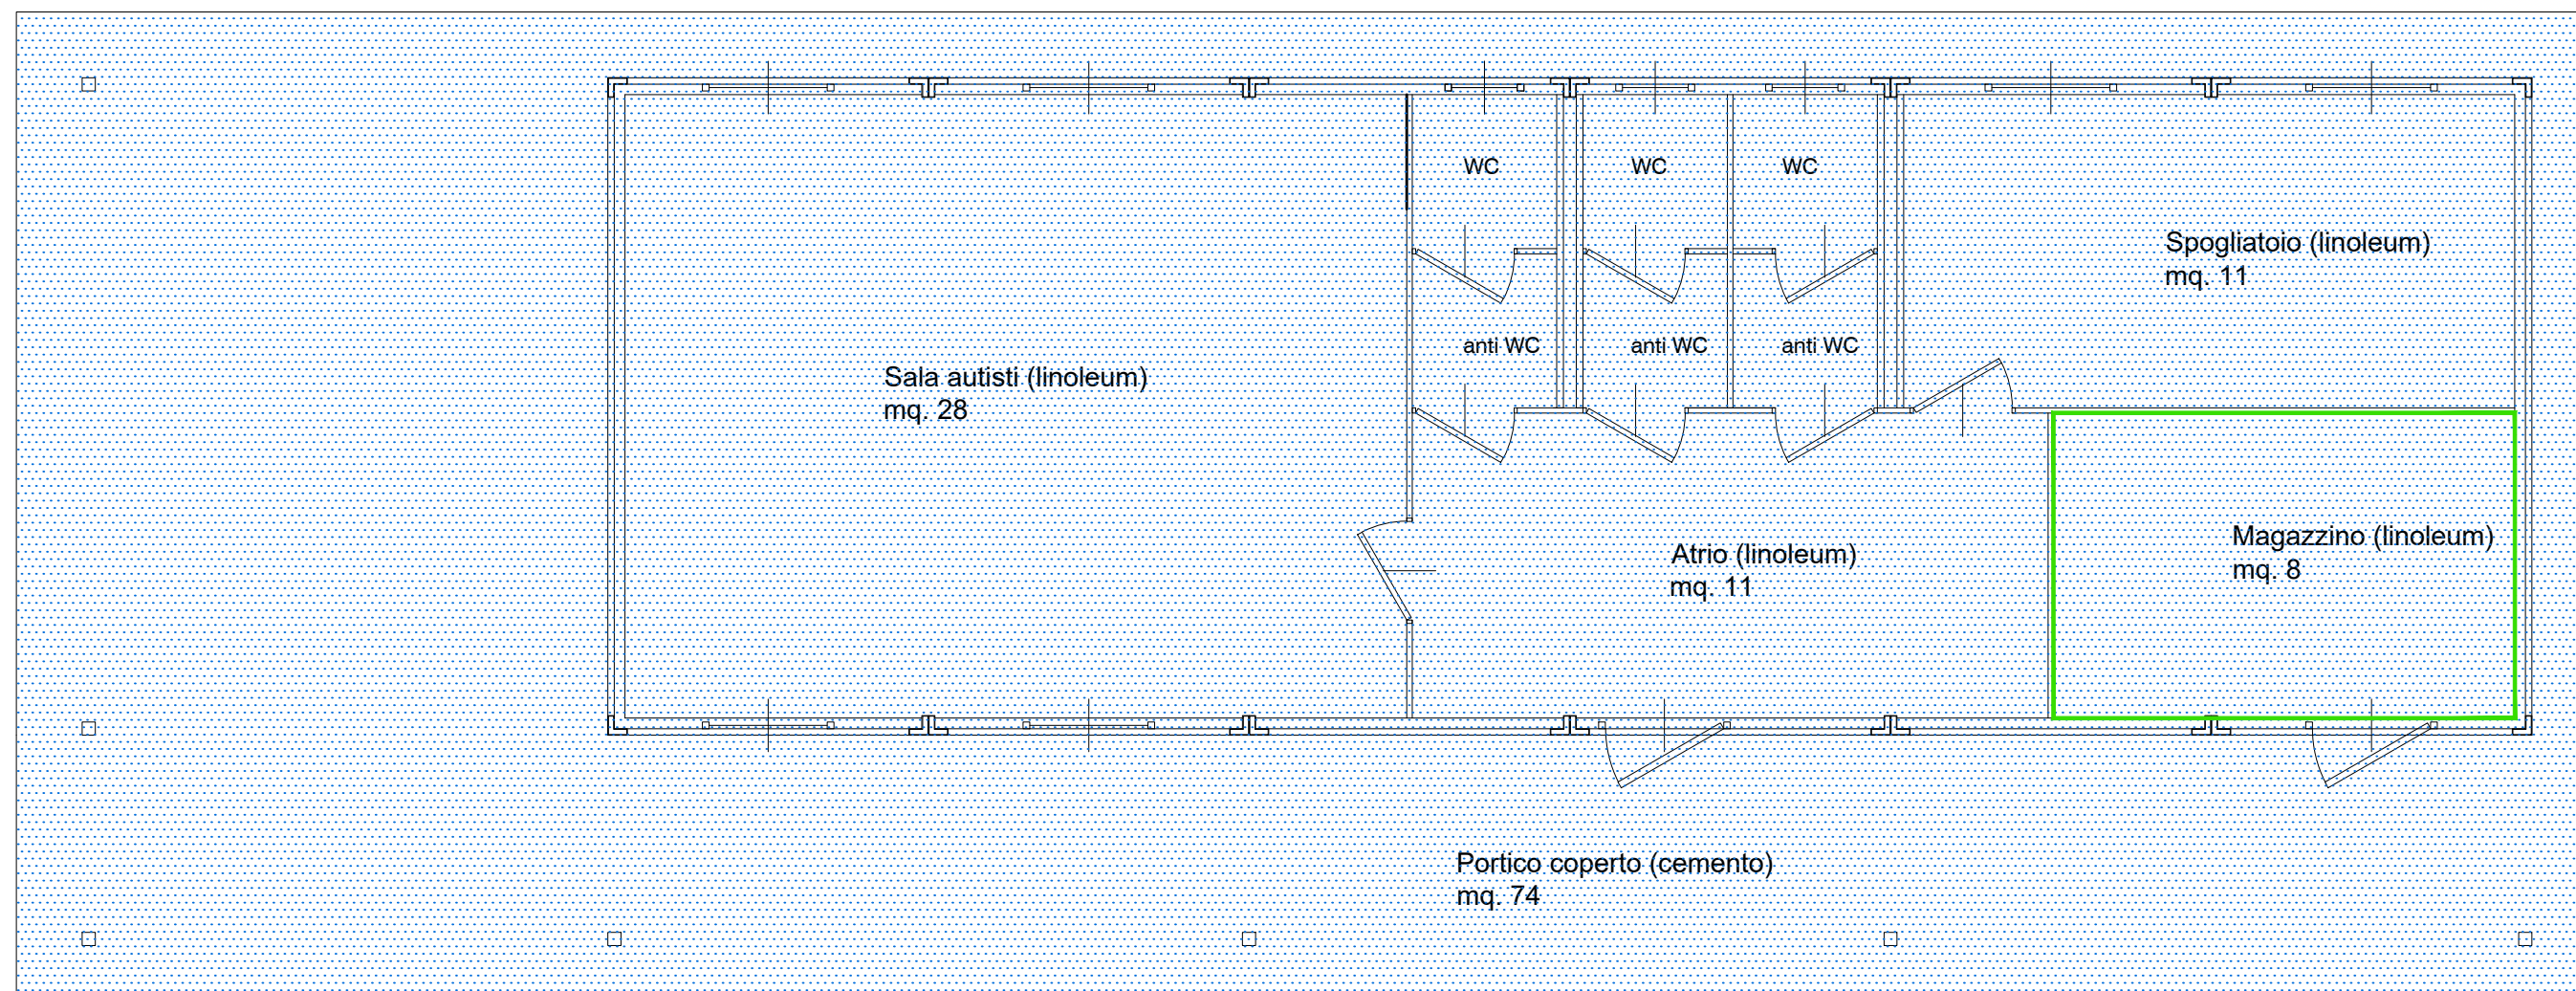 WC
WC
WC
Spogliatoio (linoleum)
mq. 11
anti WC
anti WC
anti WC
Sala autisti (linoleum)
mq. 28
Atrio (linoleum)
mq. 11
Magazzino (linoleum)
mq. 8
Portico coperto (cemento)
mq. 74